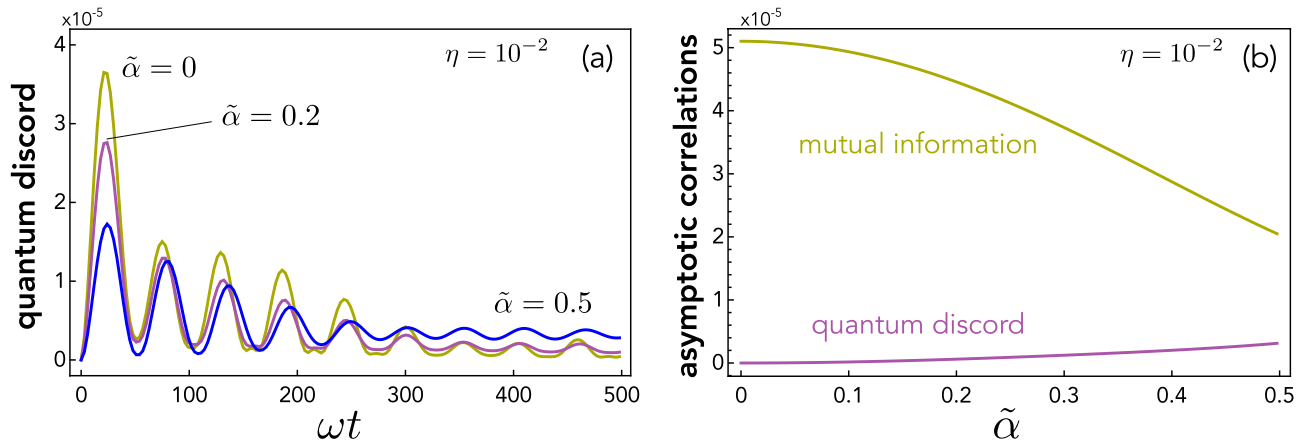 ×10⁻⁵
η = 10⁻²
(a)
α̃ = 0
α̃ = 0.2
α̃ = 0.5
quantum discord
4
3
2
1
0
0 100 200 300 400 500
ωt
×10⁻⁵
η = 10⁻²
(b)
mutual information
quantum discord
asymptotic correlations
5
4
3
2
1
0
0 0.1 0.2 0.3 0.4 0.5
α̃